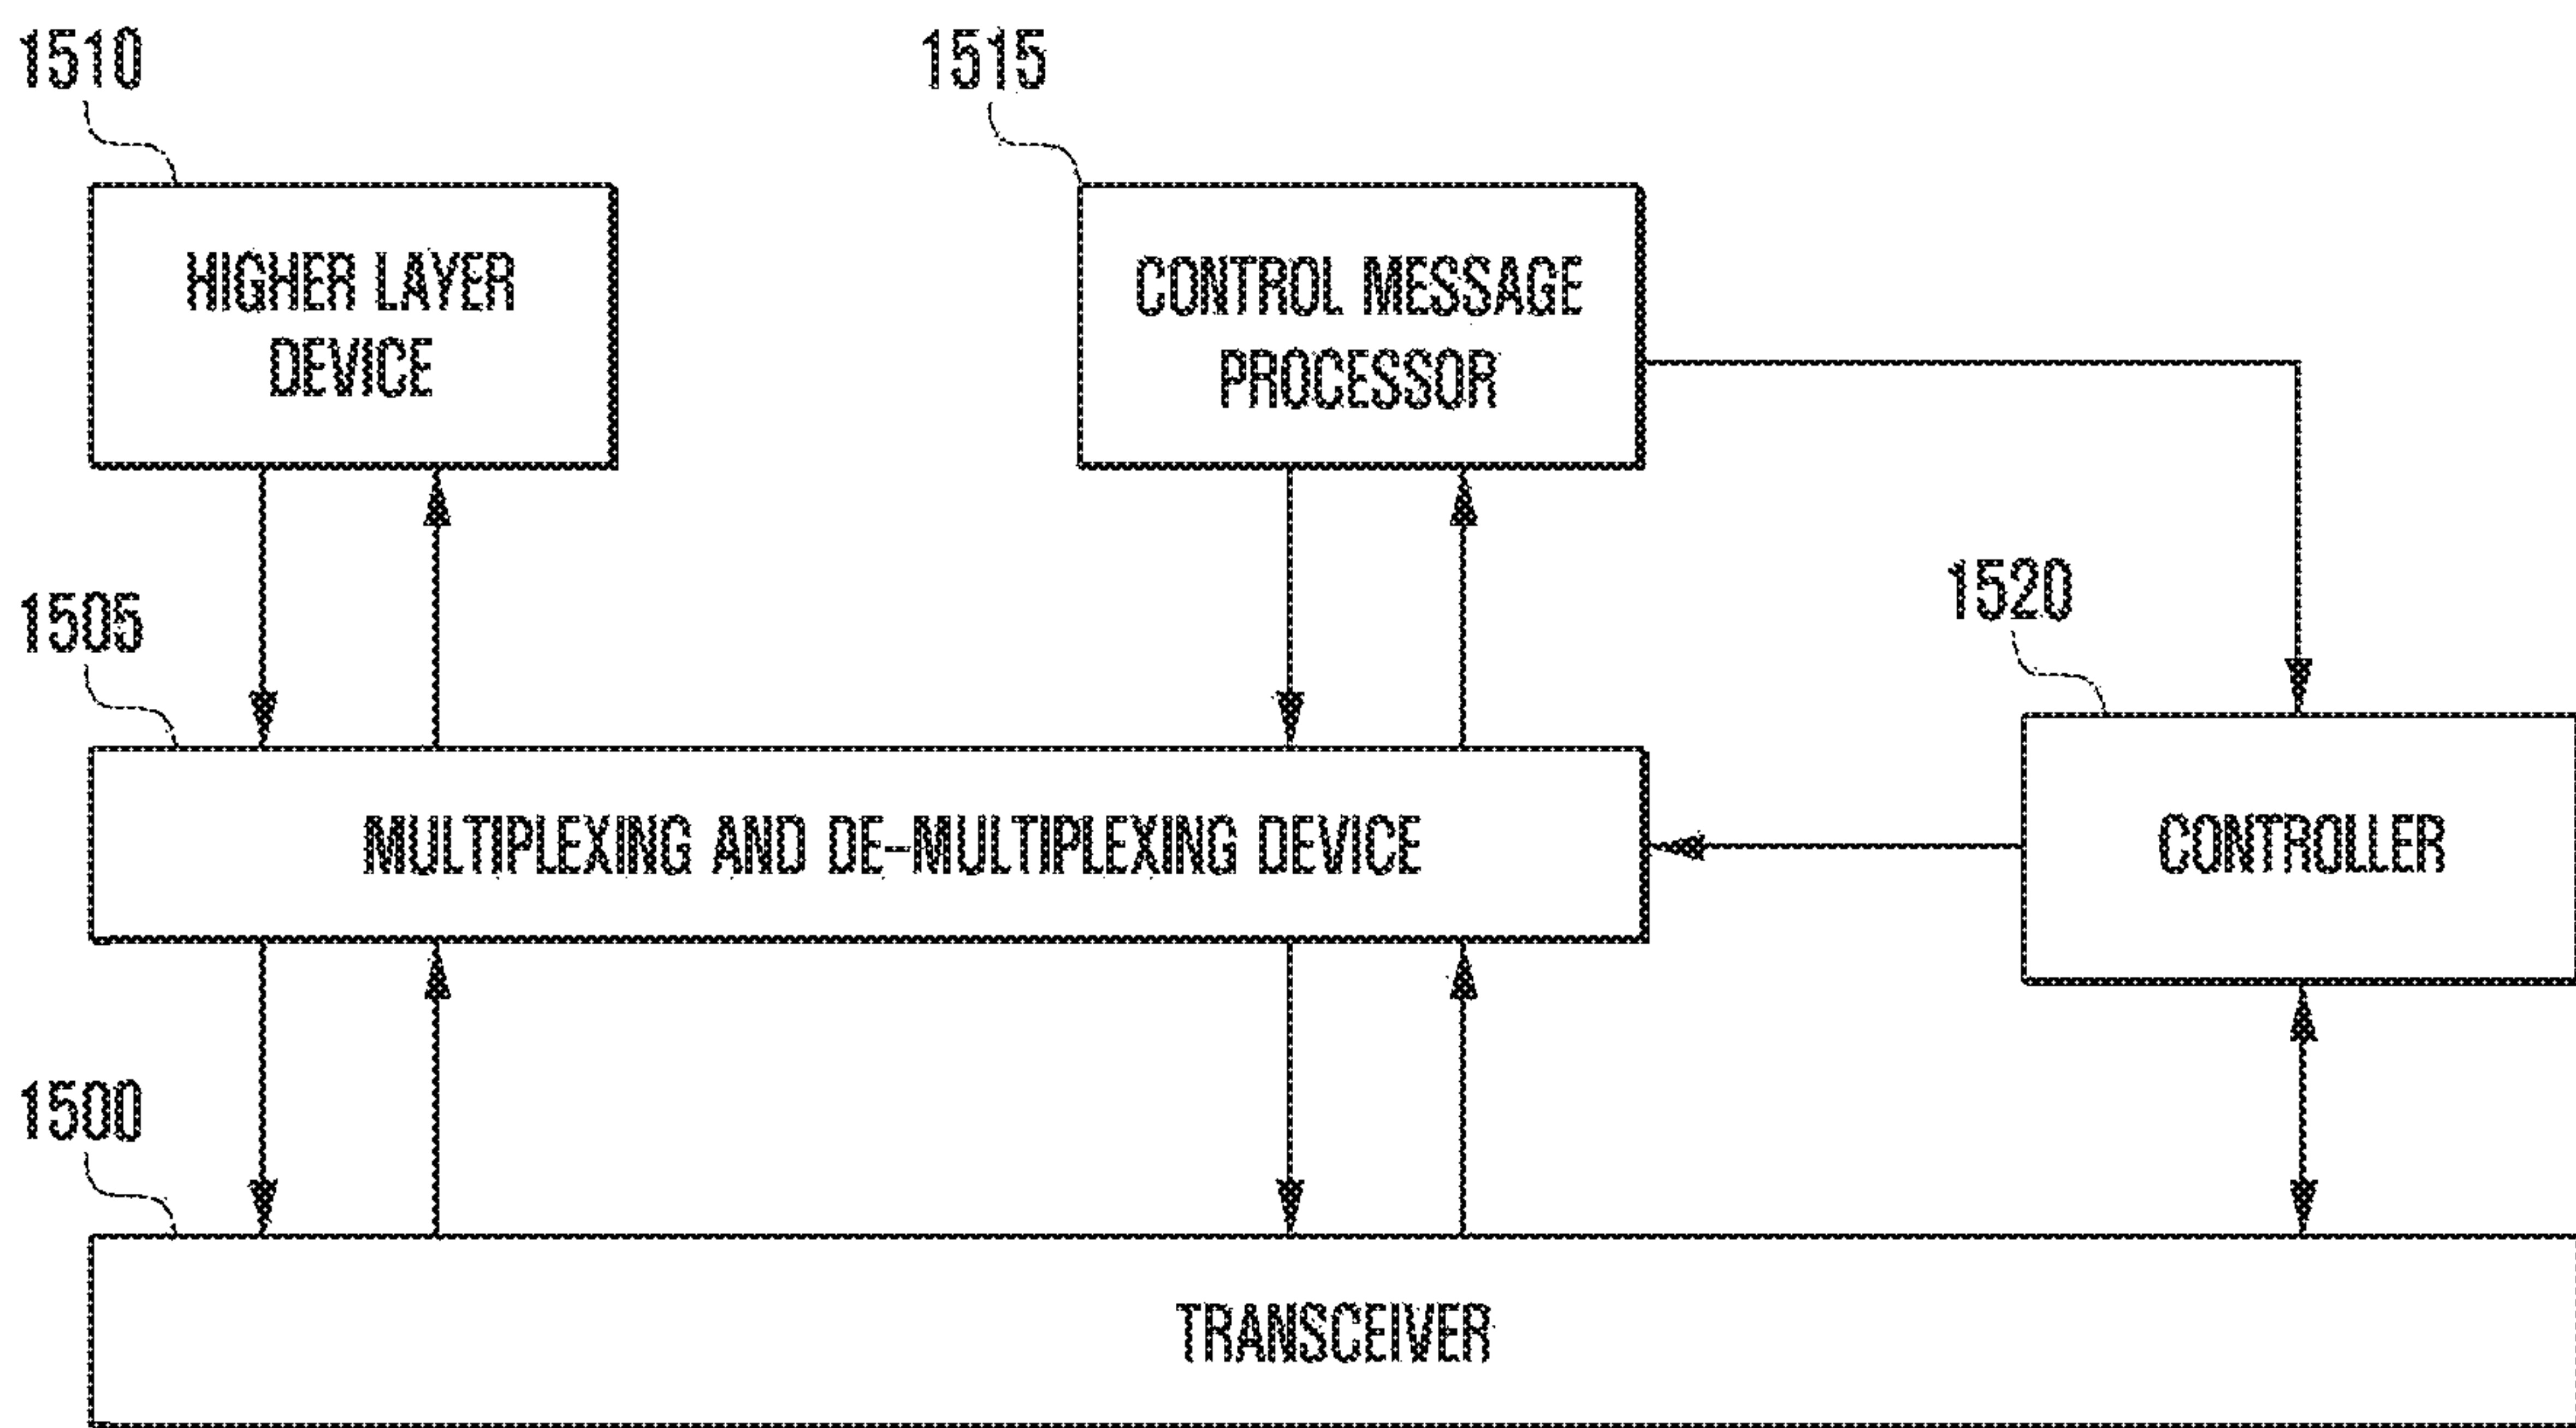 1510
1515
HIGHER LAYER
DEVICE
CONTROL MESSAGE
PROCESSOR
1505
1520
MULTIPLEXING AND DE-MULTIPLEXING DEVICE
CONTROLLER
1500
TRANSCEIVER